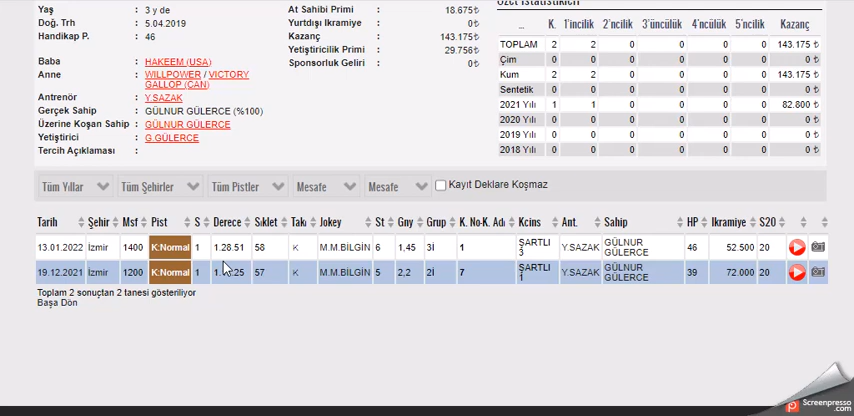 Özet İstatistikleri
Yaş : 3 y de
Doğ. Trh : 5.04.2019
Handikap P. : 46
Baba : HAKEEM (USA)
Anne : WILLPOWER / VICTORY
GALLOP (CAN)
Antrenör : Y.SAZAK
Gerçek Sahip : GÜLNUR GÜLERCE (%100)
Üzerine Koşan Sahip : GÜLNUR GÜLERCE
Yetiştirici : G.GÜLERCE
Tercih Açıklaması :
At Sahibi Primi : 18.675₺
Yurtdışı Ikramiye : 0₺
Kazanç : 143.175₺
Yetiştiricilik Primi : 29.756₺
Sponsorluk Geliri : 0₺
... K. 1'incilik 2'ncilik 3'üncülük 4'ncülük 5'ncilik Kazanç
TOPLAM 2 2 0 0 0 0 143.175 ₺
Çim 0 0 0 0 0 0 0 ₺
Kum 2 2 0 0 0 0 143.175 ₺
Sentetik 0 0 0 0 0 0 0 ₺
2021 Yılı 1 1 0 0 0 0 82.800 ₺
2020 Yılı 0 0 0 0 0 0 0 ₺
2019 Yılı 0 0 0 0 0 0 0 ₺
2018 Yılı 0 0 0 0 0 0 0 ₺
Tüm Yıllar Tüm Şehirler Tüm Pistler Mesafe Mesafe Kayıt Deklare Koşmaz
Tarih Şehir Msf Pist S Derece Sıklet Takı Jokey St Gny Grup K. No-K. Adı Kcins Ant. Sahip HP Ikramiye S20
13.01.2022 İzmir 1400 K:Normal 1 1.28.51 58 K M.M.BİLGİN 6 1,45 3İ 1 ŞARTLI 3 Y.SAZAK GÜLNUR GÜLERCE 46 52.500 20
19.12.2021 İzmir 1200 K:Normal 1 57 K M.M.BİLGİN 5 2,2 2İ 7 ŞARTLI 1 Y.SAZAK GÜLNUR GÜLERCE 39 72.000 20
Toplam 2 sonuçtan 2 tanesi gösteriliyor
Başa Dön
Screenpresso
.com